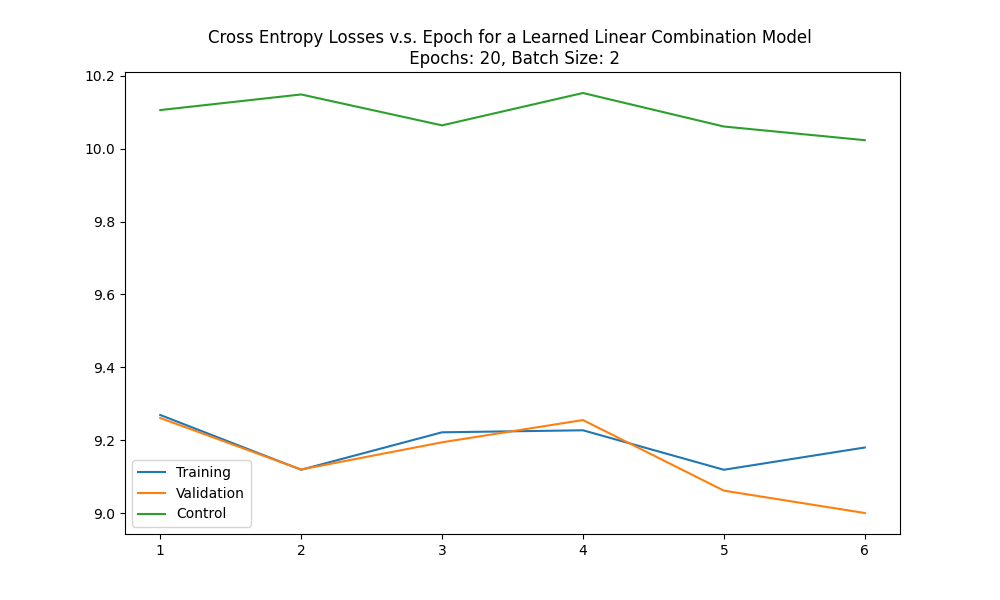 Cross Entropy Losses v.s. Epoch for a Learned Linear Combination Model
Epochs: 20, Batch Size: 2
10.2
10.0
9.8
9.6
9.4
9.2
9.0
Training
Validation
Control
1 2 3 4 5 6